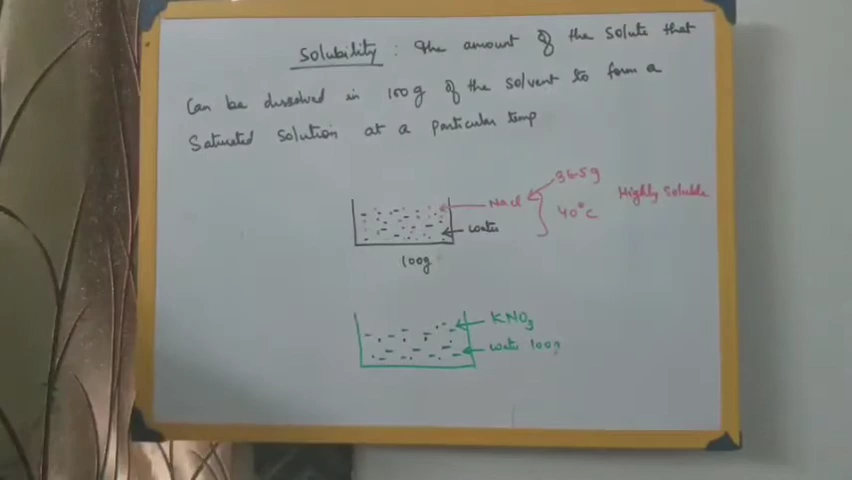 Solubility : The amount of the solute that
Can be dissolved in 100g of the solvent to form a
Saturated solution at a particular temp
36.5g
NaCl
Highly Soluble
40°C
water
100g
KNO3
water 100g